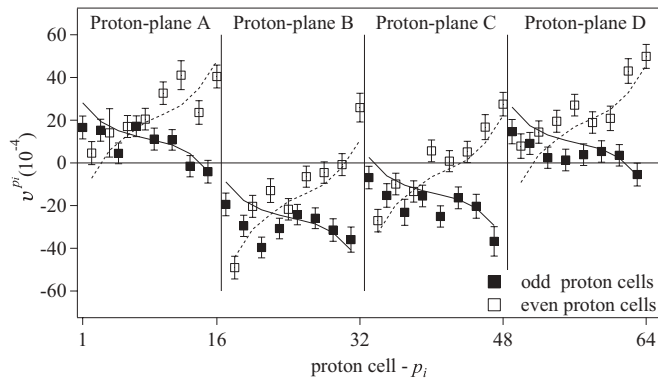 Proton-plane A Proton-plane B Proton-plane C Proton-plane D
60
40
20
0
-20
-40
-60
υ^{pi}(10^{-4})
odd proton cells
even proton cells
1 16 32 48 64
proton cell - p_i